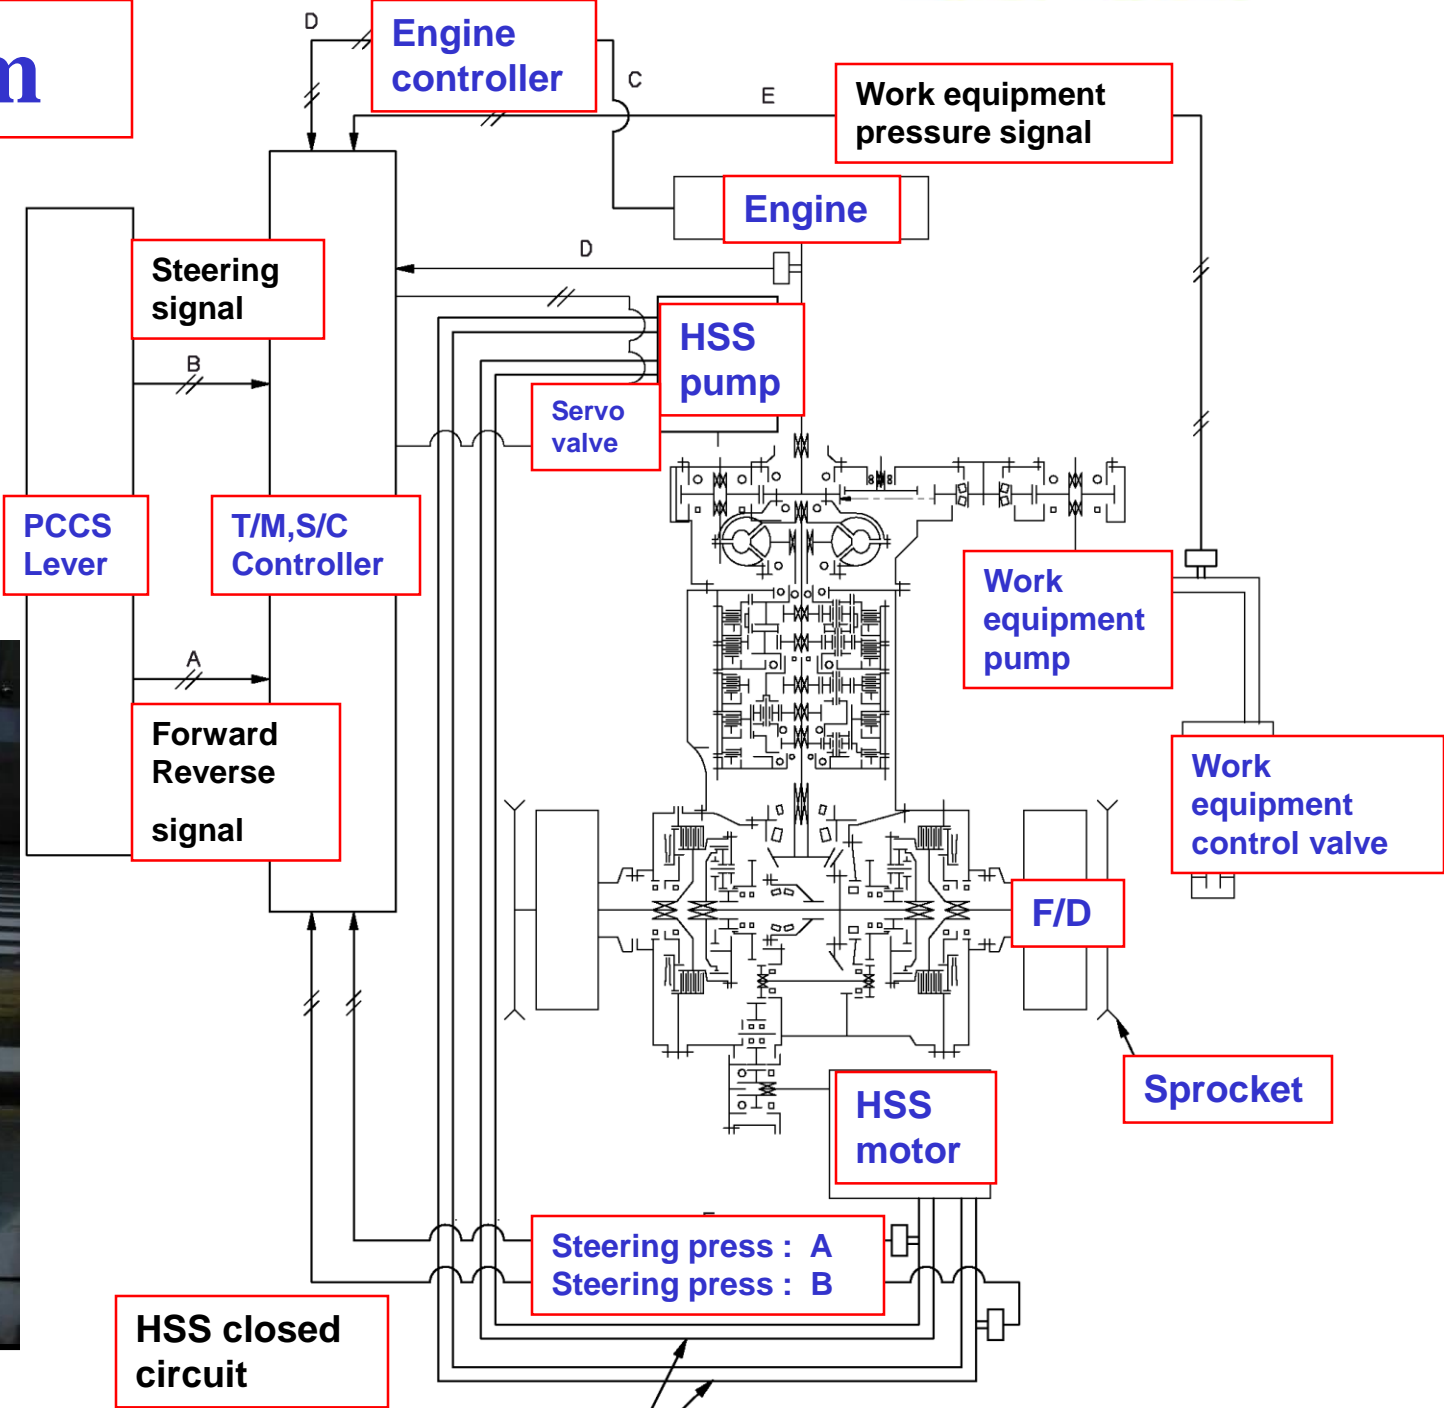 m
D
Engine
controller
C
E
Work equipment
pressure signal
Engine
Steering
signal
D
B
HSS
pump
Servo
valve
PCCS
Lever
T/M,S/C
Controller
Work
equipment
pump
A
Forward
Reverse
signal
Work
equipment
control valve
F/D
Sprocket
HSS
motor
Steering press : A
Steering press : B
HSS closed
circuit